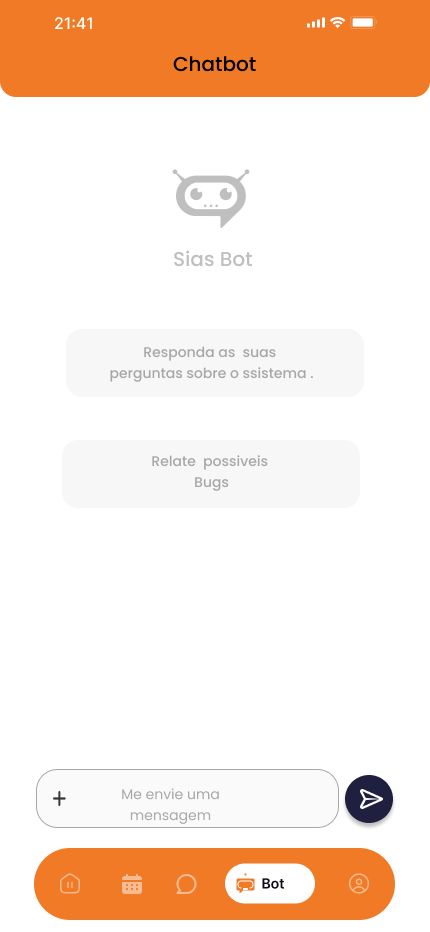 21:41
Chatbot
Sias Bot
Responda as  suas
perguntas sobre o ssistema .
Relate  possiveis
Bugs
Me envie uma
mensagem
Bot